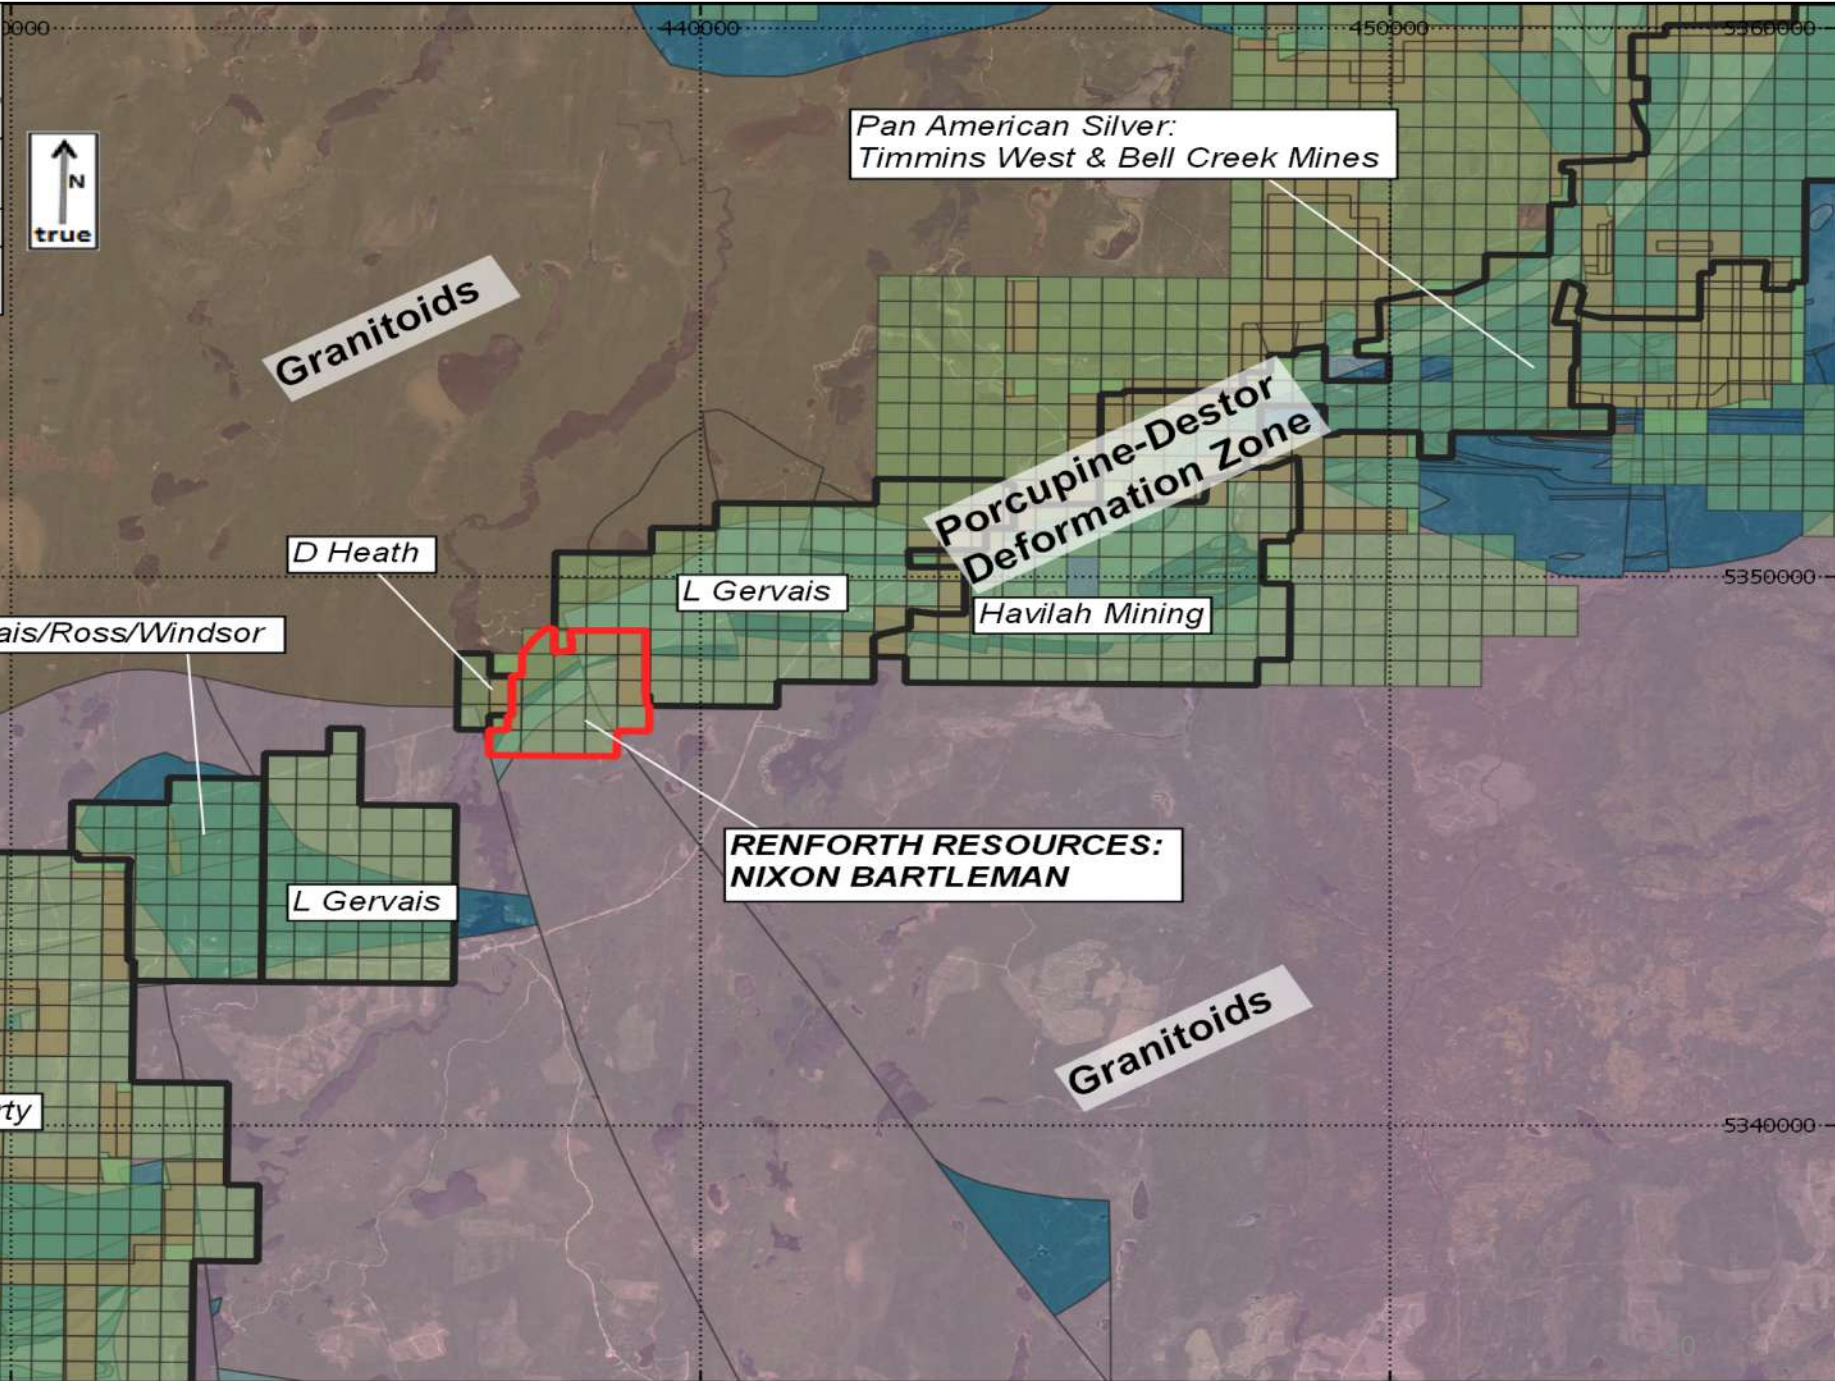 0000
440000
450000
5360000
Pan American Silver:
Timmins West & Bell Creek Mines
N
true
Granitoids
Porcupine-Destor
Deformation Zone
D Heath
L Gervais
5350000
Havilah Mining
ais/Ross/Windsor
RENFORTH RESOURCES:
NIXON BARTLEMAN
L Gervais
Granitoids
rty
5340000